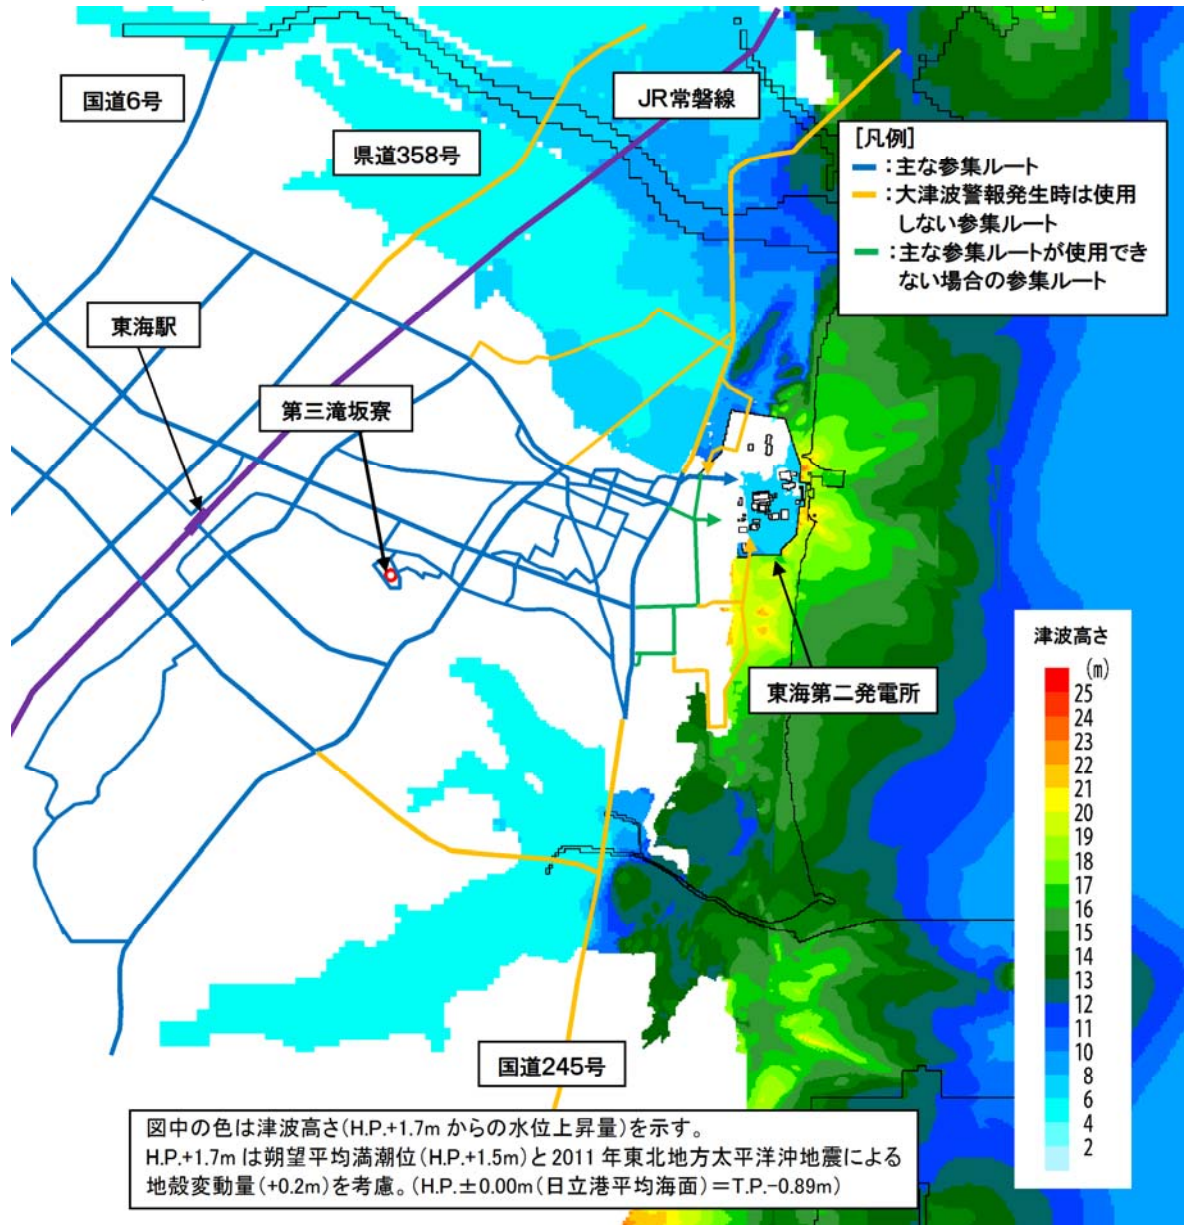 国道6号
県道358号
JR常磐線
[凡例]
:主な参集ルート
:大津波警報発生時は使用
しない参集ルート
:主な参集ルートが使用でき
ない場合の参集ルート
東海駅
第三滝坂寮
東海第二発電所
津波高さ
(m)
25
24
23
22
21
20
19
18
17
16
15
14
13
12
11
10
8
6
4
2
国道245号
図中の色は津波高さ(H.P.+1.7m からの水位上昇量)を示す。
H.P.+1.7m は朔望平均満潮位(H.P.+1.5m)と2011 年東北地方太平洋沖地震による
地殻変動量(+0.2m)を考慮。(H.P.±0.00m(日立港平均海面)=T.P.-0.89m)